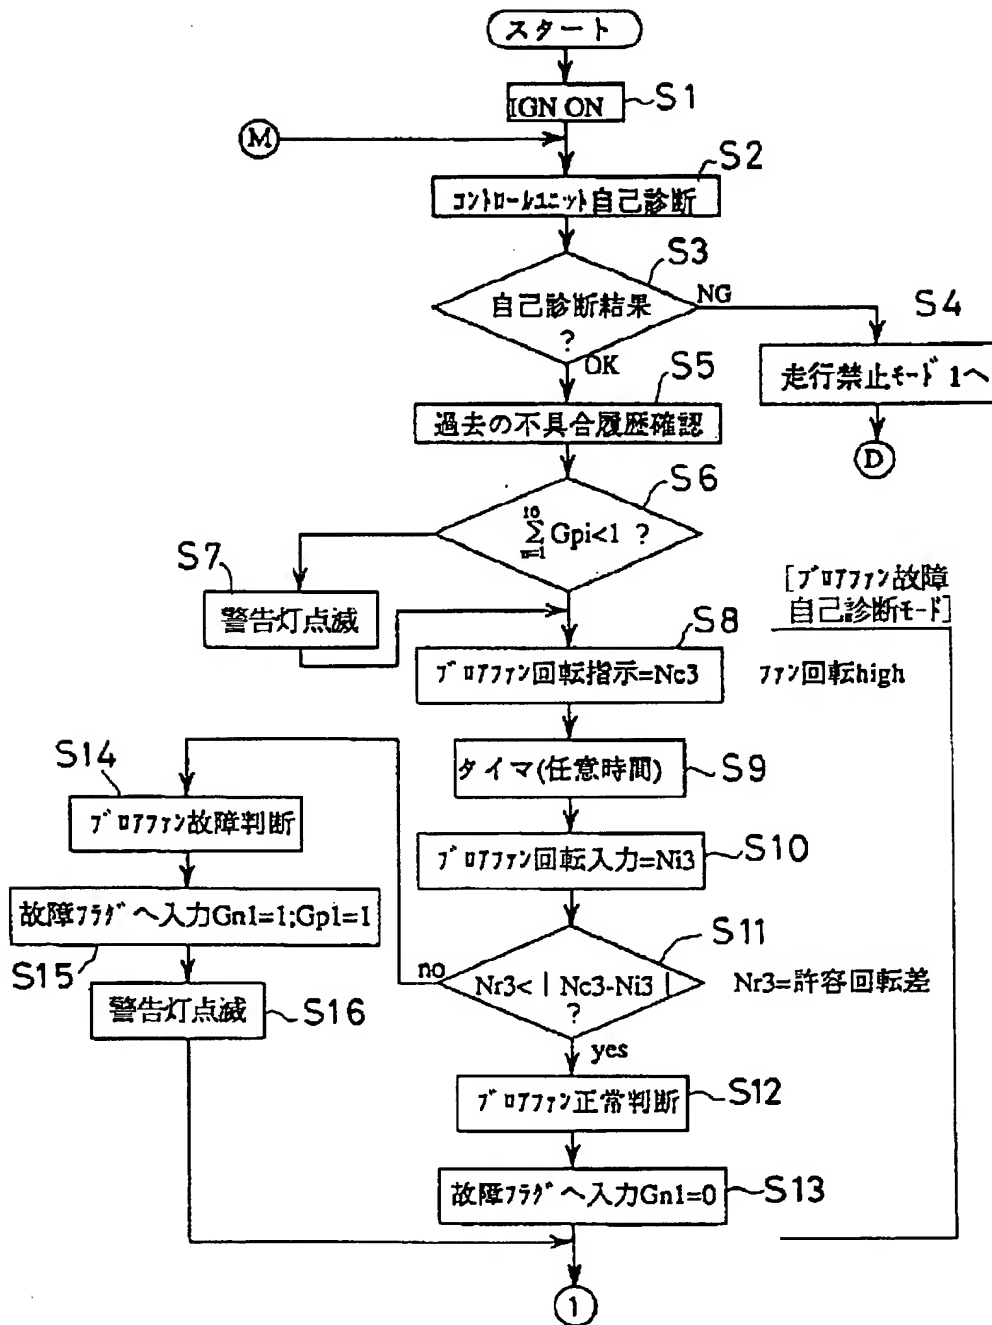 スタート
IGN ON
S1
M
S2
コントロールユニット自己診断
S3
自己診断結果
?
NG
OK
S4
走行禁止モード1へ
D
S5
過去の不具合履歴確認
S6
10
Σ Gpi<1 ?
n=1
S7
警告灯点滅
[ブロアファン故障
自己診断モード]
S8
ブロアファン回転指示=Nc3
ファン回転high
タイマ(任意時間)
S9
ブロアファン回転入力=Ni3
S10
S11
Nr3<|Nc3-Ni3|
?
no
yes
Nr3=許容回転差
S14
ブロアファン故障判断
故障フラグへ入力Gn1=1;Gp1=1
S15
警告灯点滅
S16
ブロアファン正常判断
S12
故障フラグへ入力Gn1=0
S13
1